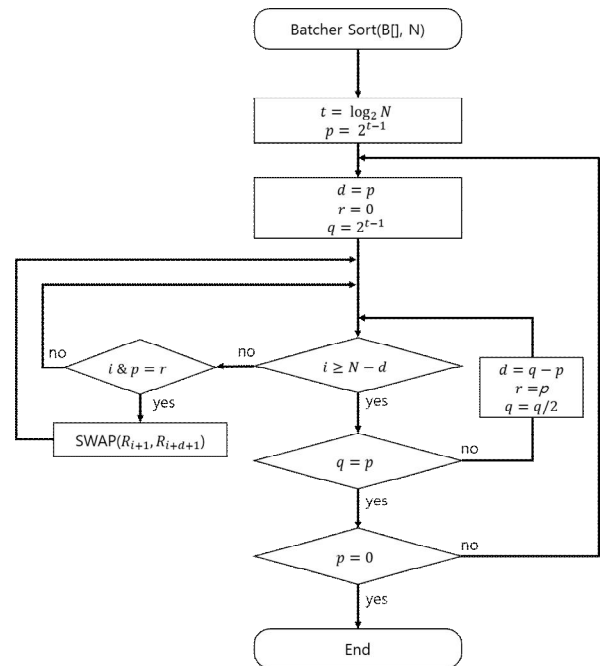 Batcher Sort(B[], N)
t = log₂ N
p = 2^{t−1}
d = p
r = 0
q = 2^{t−1}
no
i & p = r
no
i ≥ N − d
d = q − p
r = p
q = q/2
yes
yes
SWAP(R_{i+1}, R_{i+d+1})
q = p
no
yes
p = 0
no
yes
End